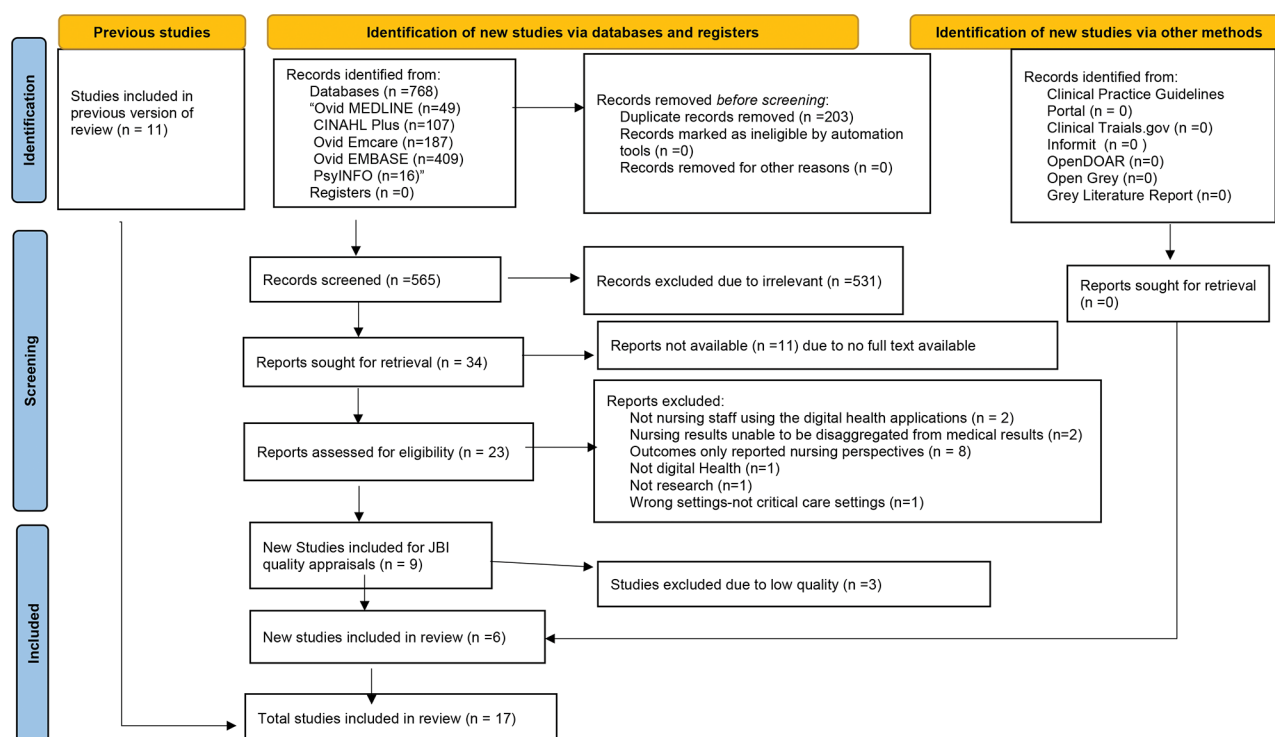 Previous studies
Identification of new studies via databases and registers
Identification of new studies via other methods
Identification
Studies included in
previous version of
review (n = 11)
Records identified from:
Databases (n =768)
“Ovid MEDLINE (n=49)
CINAHL Plus (n=107)
Ovid Emcare (n=187)
Ovid EMBASE (n=409)
PsyINFO (n=16)”
Registers (n =0)
Records removed before screening:
Duplicate records removed (n =203)
Records marked as ineligible by automation
tools (n =0)
Records removed for other reasons (n =0)
Records identified from:
Clinical Practice Guidelines
Portal (n = 0)
Clinical Traials.gov (n =0)
Informit (n =0 )
OpenDOAR (n=0)
Open Grey (n=0)
Grey Literature Report (n=0)
Screening
Records screened (n =565)
Records excluded due to irrelevant (n =531)
Reports sought for retrieval
(n =0)
Reports sought for retrieval (n = 34)
Reports not available (n =11) due to no full text available
Reports assessed for eligibility (n = 23)
Reports excluded:
Not nursing staff using the digital health applications (n = 2)
Nursing results unable to be disaggregated from medical results (n=2)
Outcomes only reported nursing perspectives (n = 8)
Not digital Health (n=1)
Not research (n=1)
Wrong settings-not critical care settings (n=1)
Included
New Studies included for JBI
quality appraisals (n = 9)
Studies excluded due to low quality (n =3)
New studies included in review (n =6)
Total studies included in review (n = 17)